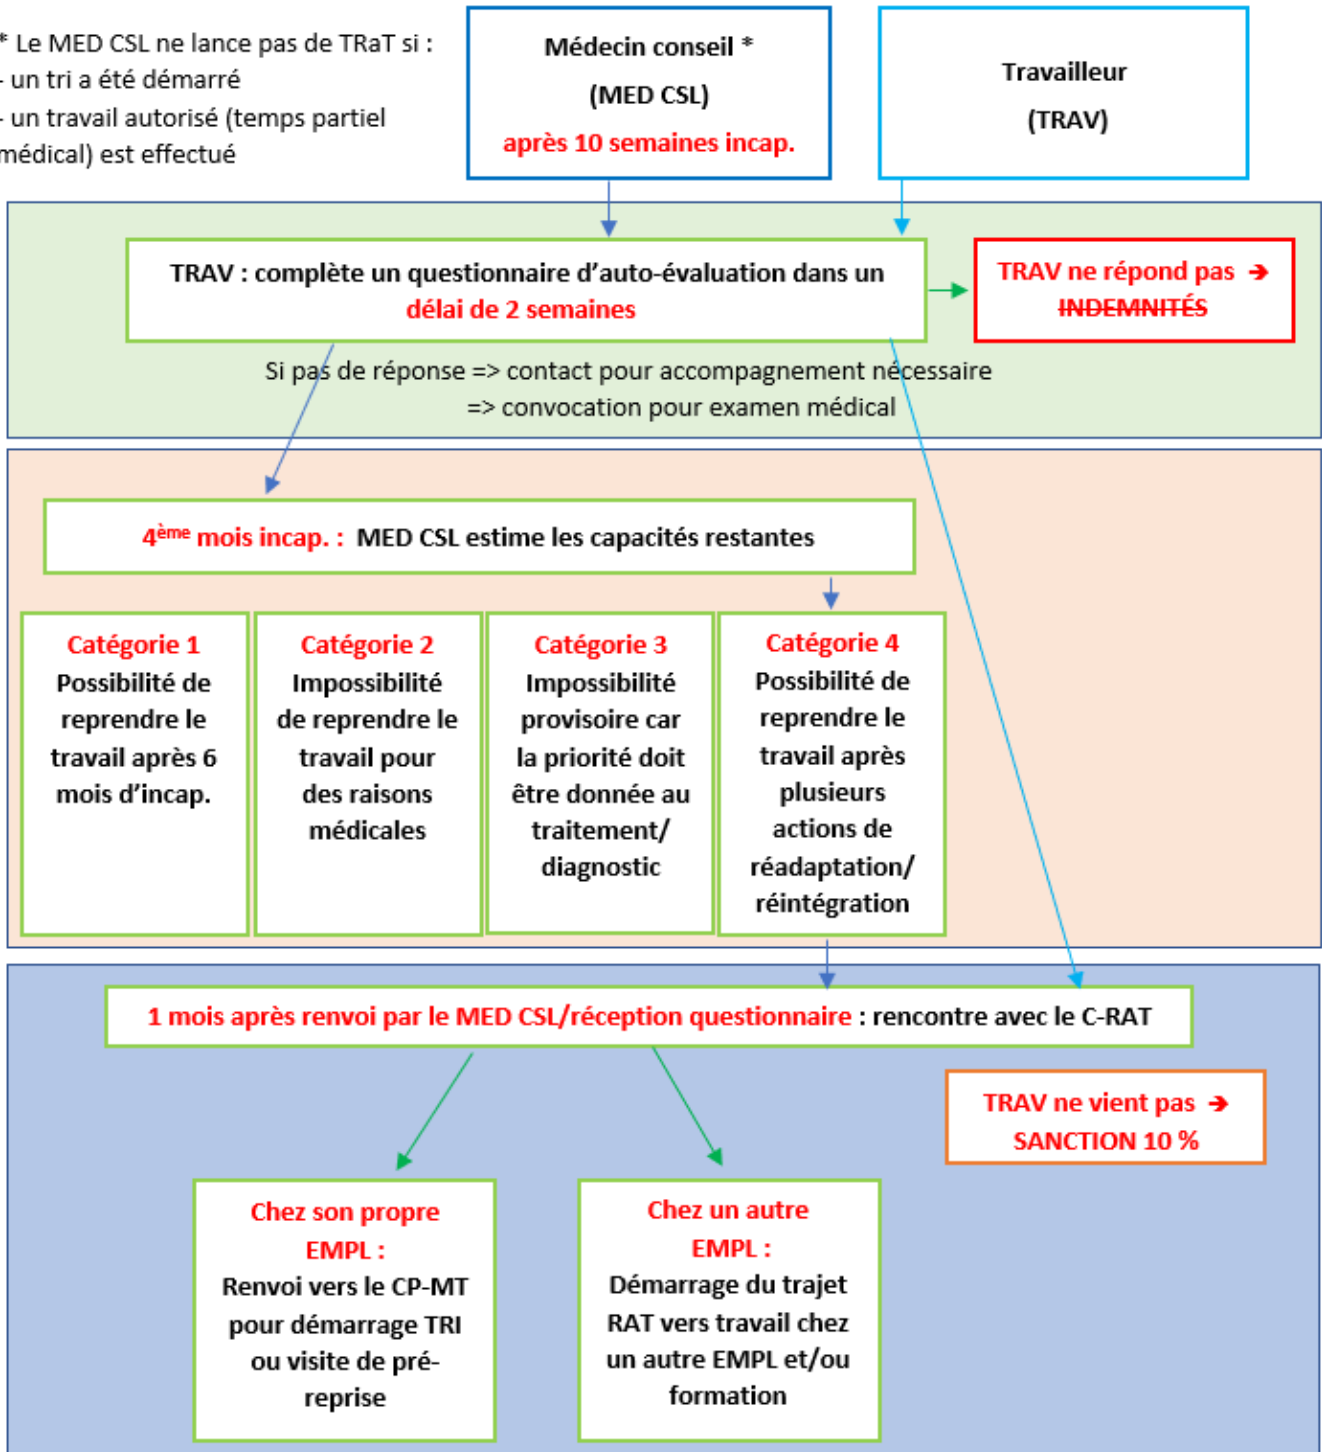 * Le MED CSL ne lance pas de TRaT si :
- un tri a été démarré
- un travail autorisé (temps partiel
médical) est effectué
Médecin conseil *
(MED CSL)
après 10 semaines incap.
Travailleur
(TRAV)
TRAV : complète un questionnaire d’auto-évaluation dans un
délai de 2 semaines
TRAV ne répond pas ➔
INDEMNITÉS
Si pas de réponse => contact pour accompagnement nécessaire
=> convocation pour examen médical
4ème mois incap. : MED CSL estime les capacités restantes
Catégorie 1
Possibilité de
reprendre le
travail après 6
mois d’incap.
Catégorie 2
Impossibilité
de reprendre le
travail pour
des raisons
médicales
Catégorie 3
Impossibilité
provisoire car
la priorité doit
être donnée au
traitement/
diagnostic
Catégorie 4
Possibilité de
reprendre le
travail après
plusieurs
actions de
réadaptation/
réintégration
1 mois après renvoi par le MED CSL/réception questionnaire : rencontre avec le C-RAT
TRAV ne vient pas ➔
SANCTION 10 %
Chez son propre
EMPL :
Renvoi vers le CP-MT
pour démarrage TRI
ou visite de pré-
reprise
Chez un autre
EMPL :
Démarrage du trajet
RAT vers travail chez
un autre EMPL et/ou
formation